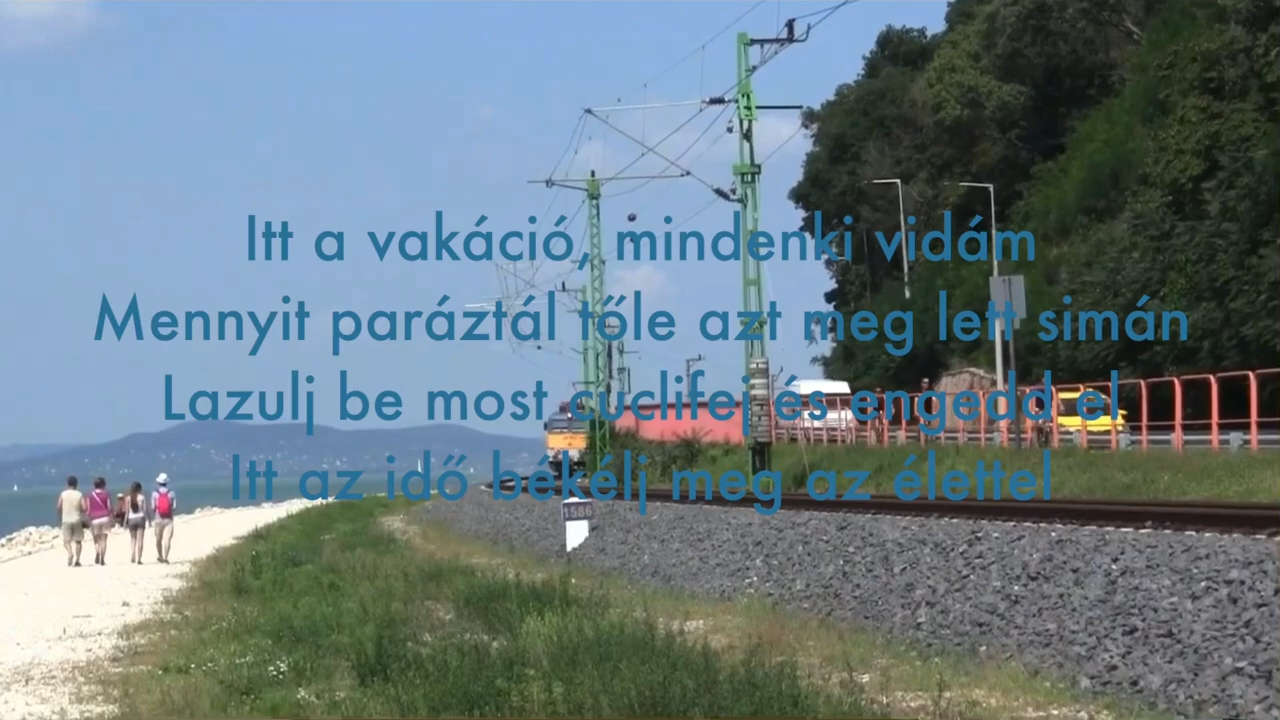 Itt a vakáció, mindenki vidám
Mennyit paráztál tőle azt meg lett simán
Lazulj be most cuclifej és engedd el
Itt az idő békélj meg az élettel
1586